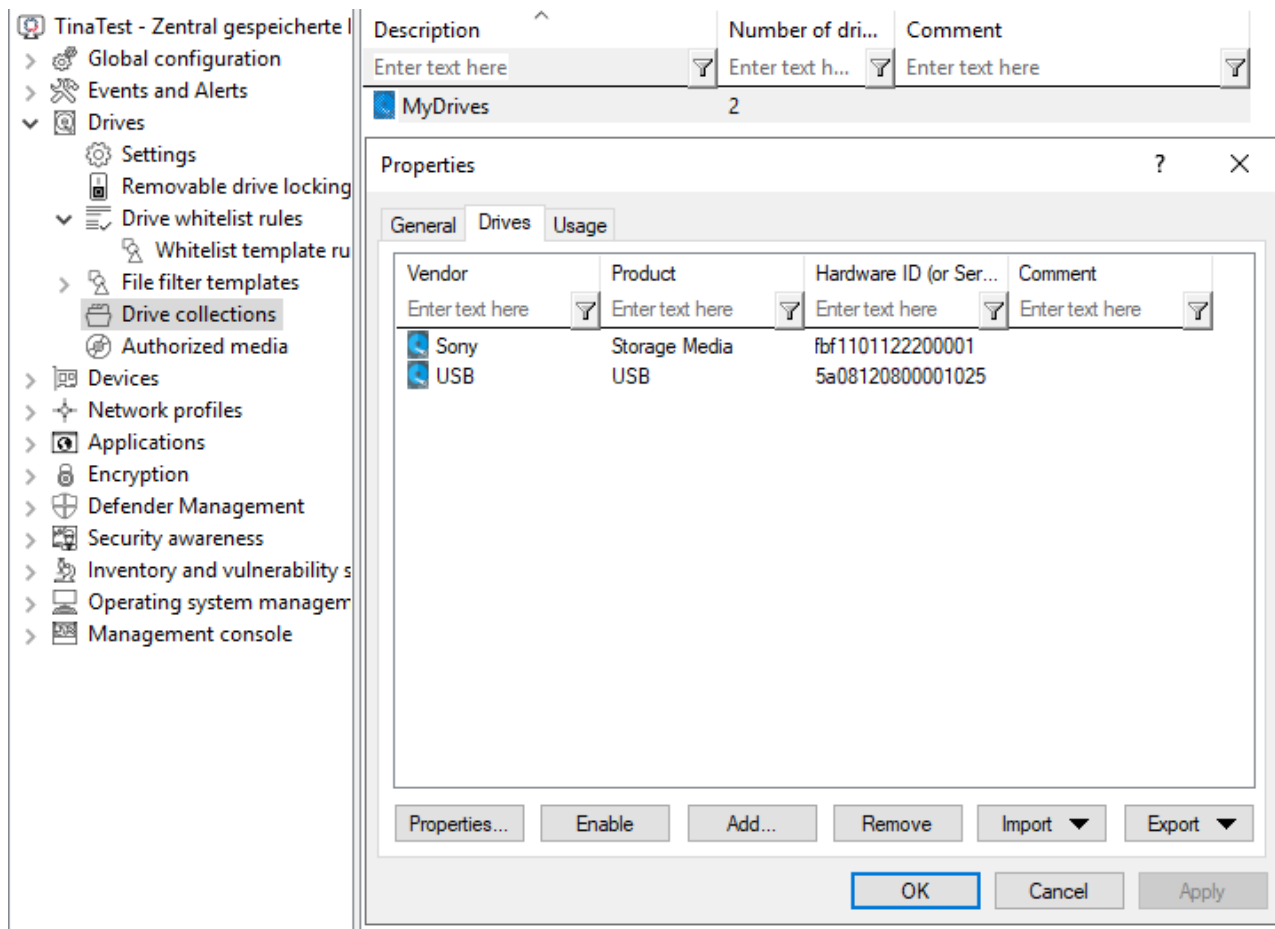 TinaTest - Zentral gespeicherte
Global configuration
Events and Alerts
Drives
Settings
Removable drive locking
Drive whitelist rules
Whitelist template ru
File filter templates
Drive collections
Authorized media
Devices
Network profiles
Applications
Encryption
Defender Management
Security awareness
Inventory and vulnerability s
Operating system managem
Management console
Description Number of dri... Comment
Enter text here Enter text h... Enter text here
MyDrives 2
Properties ?
General Drives Usage
Vendor Product Hardware ID (or Ser... Comment
Enter text here Enter text here Enter text here Enter text here
Sony Storage Media fbf1101122200001
USB USB 5a08120800001025
Properties... Enable Add... Remove Import Export
OK Cancel Apply